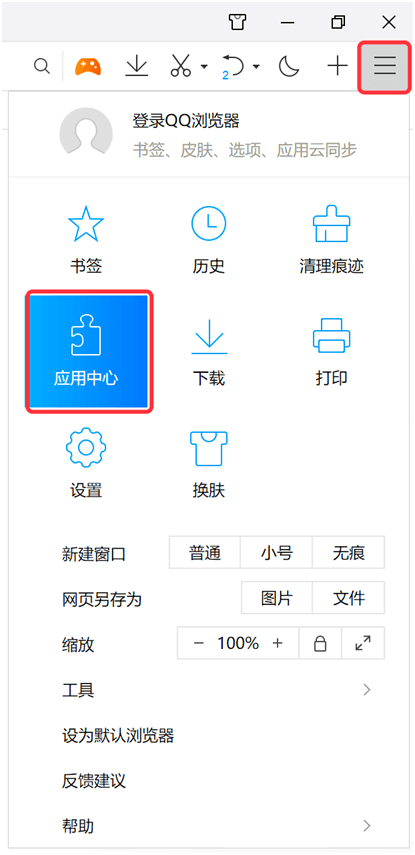 2
登录QQ浏览器
书签、皮肤、选项、应用云同步
书签 历史 清理痕迹
应用中心 下载 打印
设置 换肤
新建窗口 普通 小号 无痕
网页另存为 图片 文件
缩放 − 100% +
工具
设为默认浏览器
反馈建议
帮助